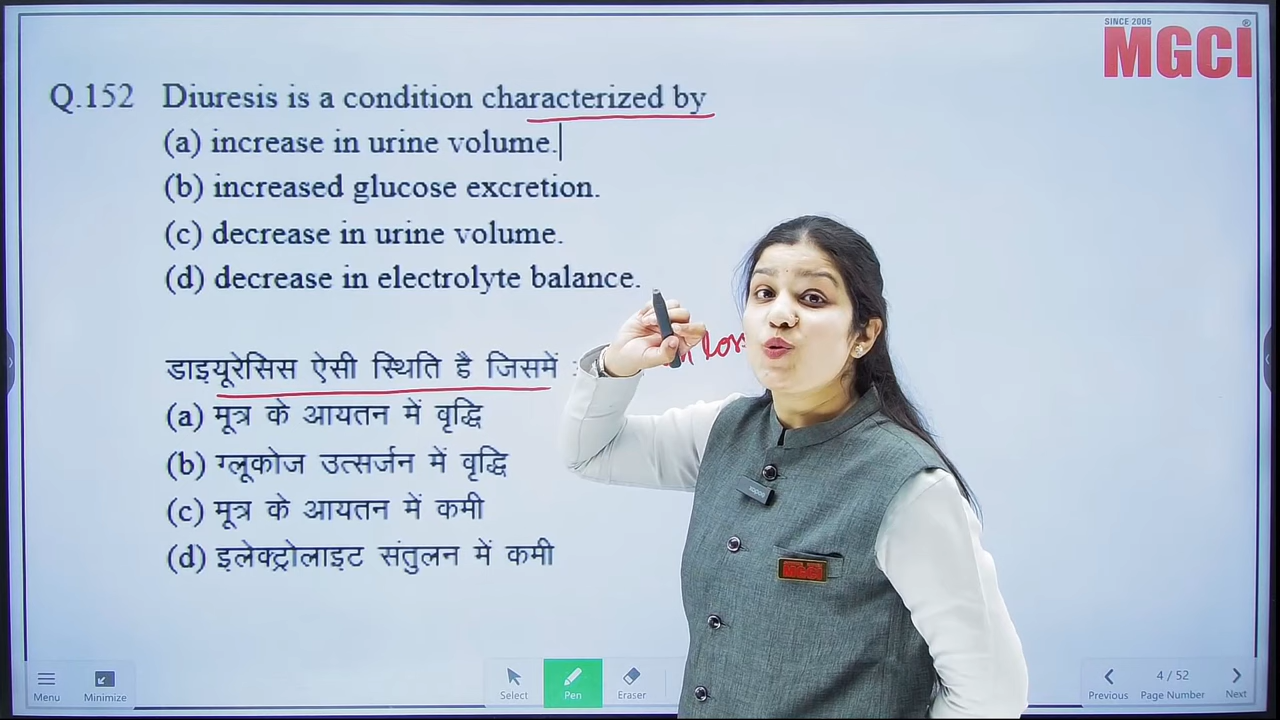 SINCE 2005
MGCI®
Q.152 Diuresis is a condition characterized by
(a) increase in urine volume.
(b) increased glucose excretion.
(c) decrease in urine volume.
(d) decrease in electrolyte balance.
loss
डाइयूरेसिस ऐसी स्थिति है जिसमें :
(a) मूत्र के आयतन में वृद्धि
(b) ग्लूकोज उत्सर्जन में वृद्धि
(c) मूत्र के आयतन में कमी
(d) इलेक्ट्रोलाइट संतुलन में कमी
MGCI
Menu Minimize Select Pen Eraser Previous 4 / 52 Page Number Next